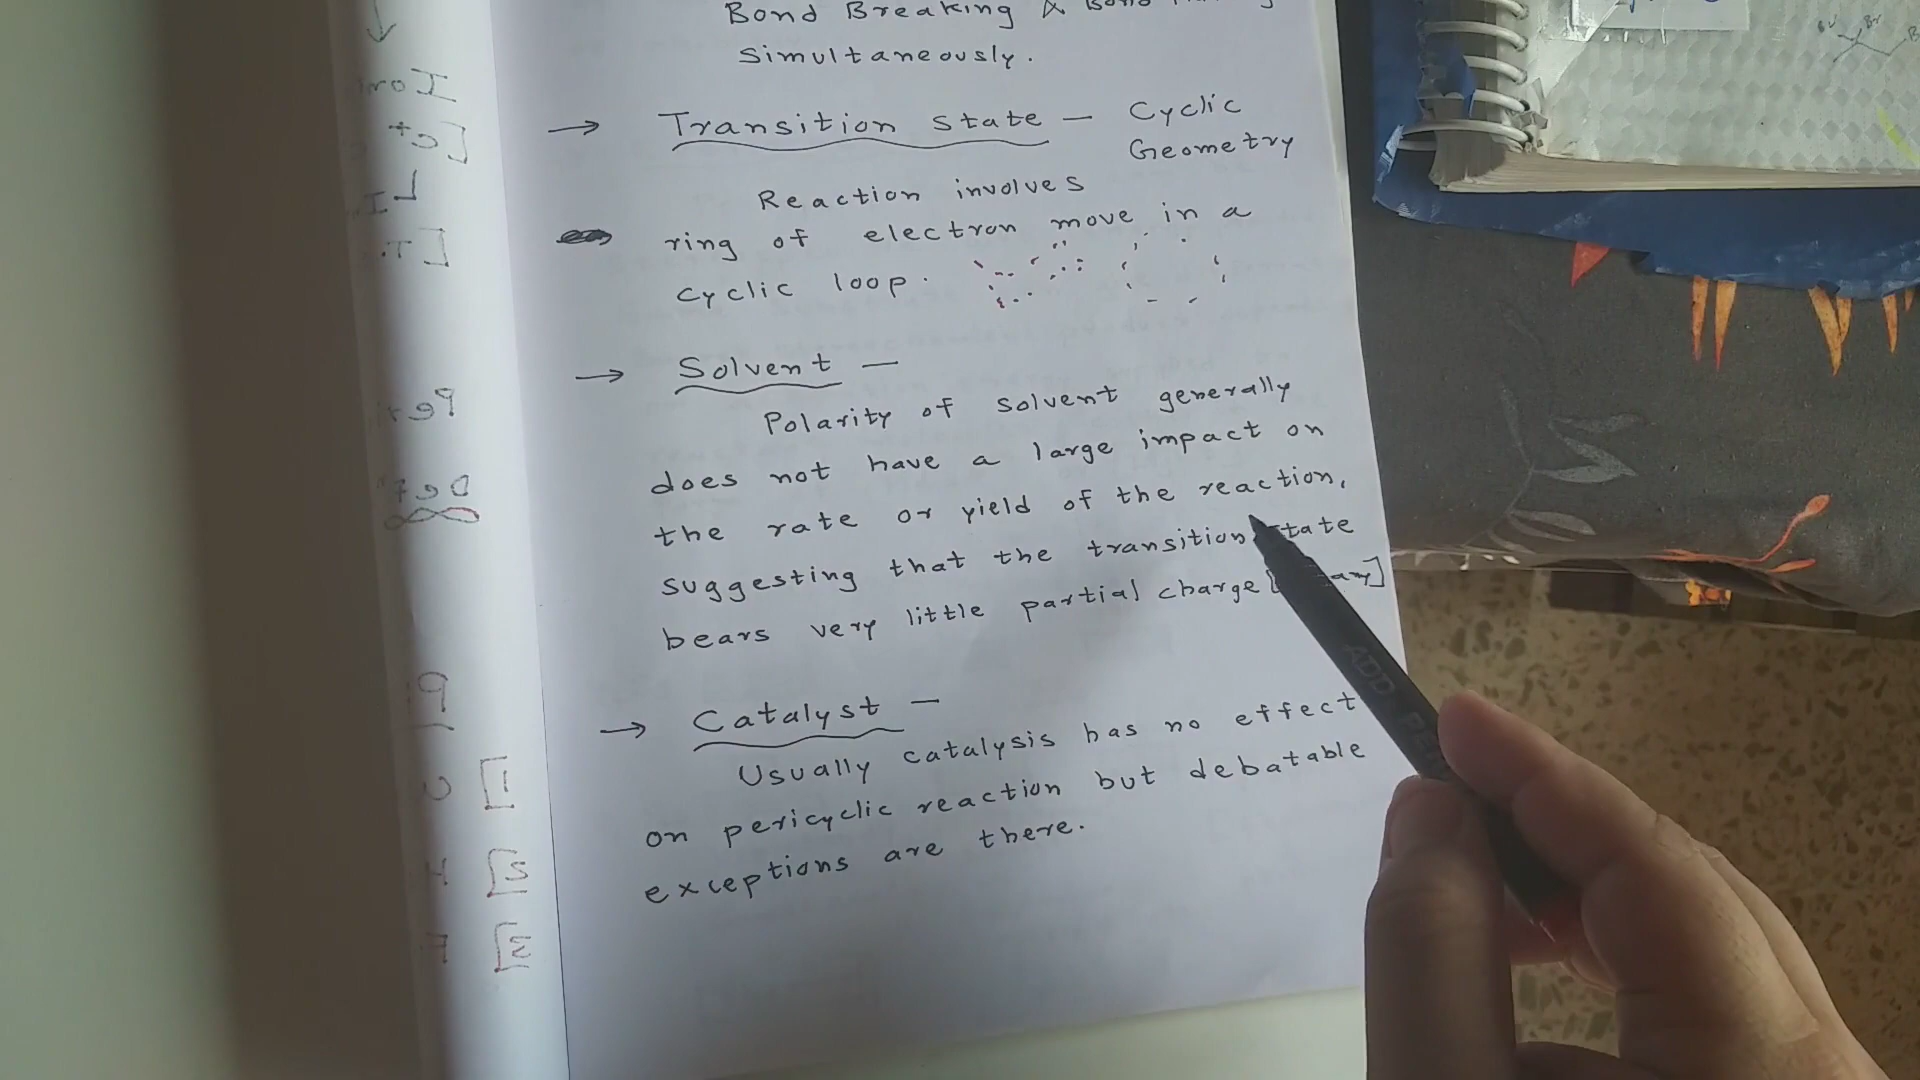 Bond Breaking &
Simultaneously.
→ Transition state — Cyclic
Geometry
Reaction involves
ring of electron move in a
cyclic loop.
→ Solvent —
Polarity of solvent generally
does not have a large impact on
the rate or yield of the reaction,
suggesting that the transition state
bears very little partial charge
→ Catalyst —
Usually catalysis has no effect
on pericyclic reaction but debatable
exceptions are there.